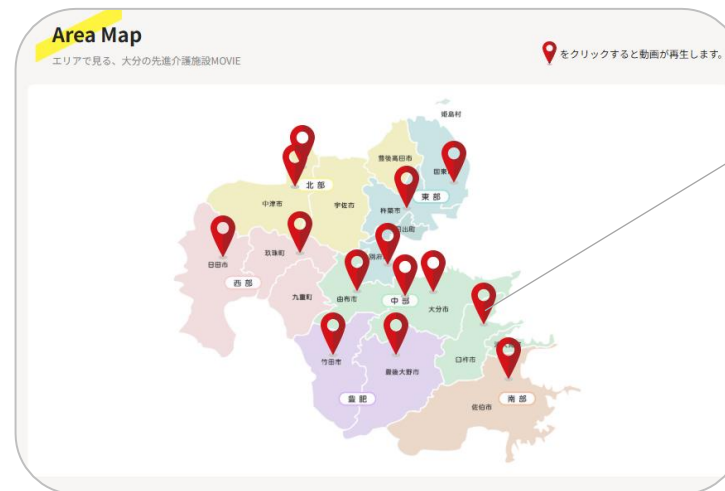 Area Map
エリアで見る、大分の先進介護施設MOVIE
をクリックすると動画が再生します。
姫島村
豊後高田市
国東
北部
東部
中津市
宇佐市
杵築市
日出町
別府
日田市
玖珠町
西部
九重町
由布市
中部
大分市
竹田市
豊後大野市
臼杵市
豊肥
南部
佐伯市